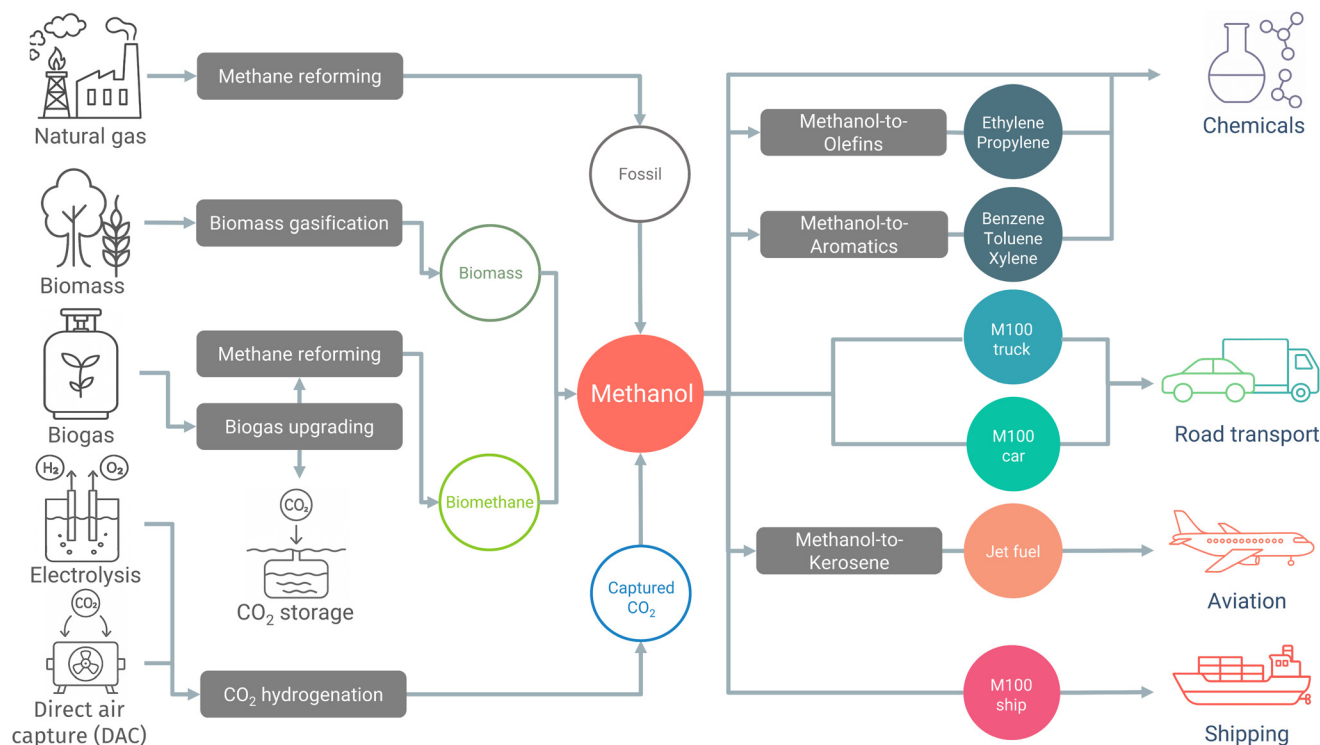 Natural gas
Methane reforming
Fossil
Biomass
Biomass gasification
Biomass
Biogas
Methane reforming
Biogas upgrading
Biomethane
CO₂
CO₂ storage
H₂
O₂
Electrolysis
CO₂
Direct air
capture (DAC)
CO₂ hydrogenation
Captured
CO₂
Methanol
Methanol-to-
Olefins
Ethylene
Propylene
Chemicals
Methanol-to-
Aromatics
Benzene
Toluene
Xylene
M100
truck
M100
car
Road transport
Methanol-to-
Kerosene
Jet fuel
Aviation
M100
ship
Shipping